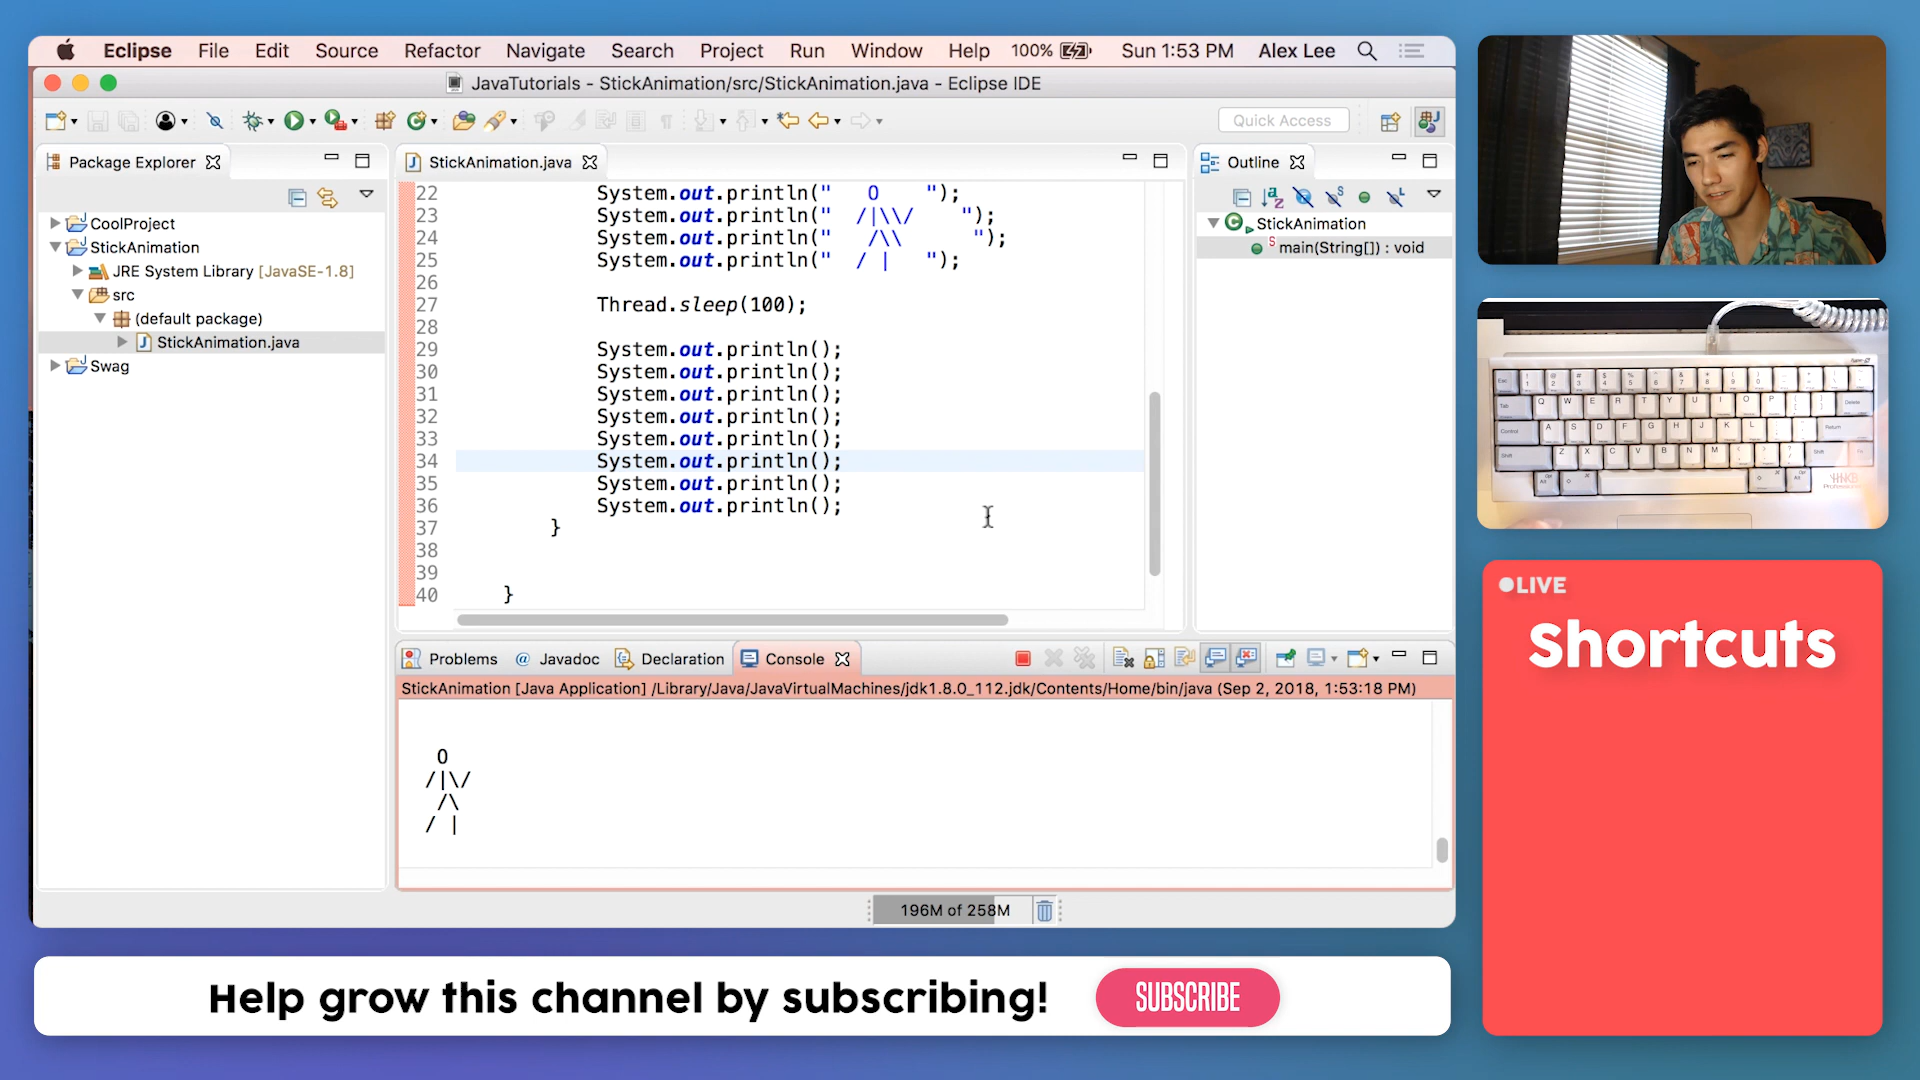 Eclipse File Edit Source Refactor Navigate Search Project Run Window Help 100% Sun 1:53 PM Alex Lee
JavaTutorials - StickAnimation/src/StickAnimation.java - Eclipse IDE
Quick Access
Package Explorer
CoolProject
StickAnimation
JRE System Library [JavaSE-1.8]
src
(default package)
StickAnimation.java
Swag
StickAnimation.java
22 System.out.println("   O    ");
23 System.out.println("  /|\\/    ");
24 System.out.println("   /\\      ");
25 System.out.println("  / |   ");
26
27 Thread.sleep(100);
28
29 System.out.println();
30 System.out.println();
31 System.out.println();
32 System.out.println();
33 System.out.println();
34 System.out.println();
35 System.out.println();
36 System.out.println();
37 }
38
39
40 }
Outline
StickAnimation
main(String[]) : void
Problems @ Javadoc Declaration Console
StickAnimation [Java Application] /Library/Java/JavaVirtualMachines/jdk1.8.0_112.jdk/Contents/Home/bin/java (Sep 2, 2018, 1:53:18 PM)
  O
 /|\/
  /\
 / |
196M of 258M
Help grow this channel by subscribing!
SUBSCRIBE
LIVE
Shortcuts